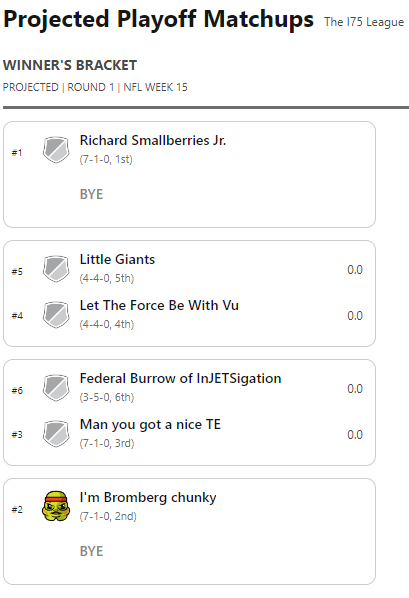 Projected Playoff Matchups The I75 League
WINNER'S BRACKET
PROJECTED | ROUND 1 | NFL WEEK 15
#1
Richard Smallberries Jr.
(7-1-0, 1st)
BYE
#5
Little Giants
(4-4-0, 5th)
0.0
#4
Let The Force Be With Vu
(4-4-0, 4th)
0.0
#6
Federal Burrow of InJETSigation
(3-5-0, 6th)
0.0
#3
Man you got a nice TE
(7-1-0, 3rd)
0.0
#2
I'm Bromberg chunky
(7-1-0, 2nd)
BYE